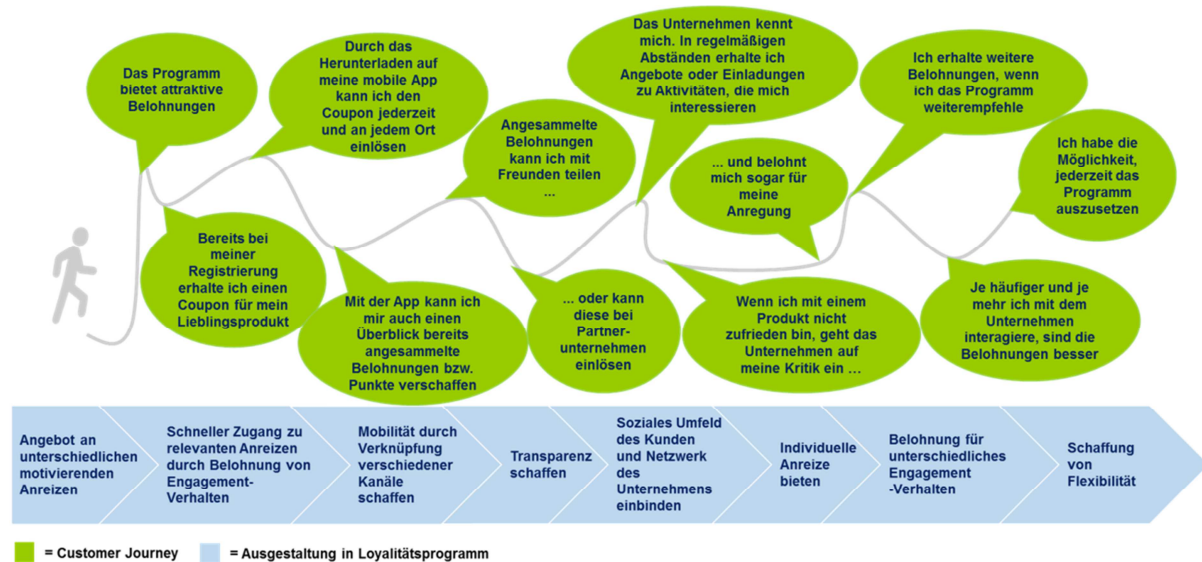 Das Programm
bietet attraktive
Belohnungen
Bereits bei
meiner
Registrierung
erhalte ich einen
Coupon für mein
Lieblingsprodukt
Durch das
Herunterladen auf
meine mobile App
kann ich den
Coupon jederzeit
und an jedem Ort
einlösen
Mit der App kann ich
mir auch einen
Überblick bereits
angesammelte
Belohnungen bzw.
Punkte verschaffen
Angesammelte
Belohnungen
kann ich mit
Freunden teilen
...
... oder kann
diese bei
Partner-
unternehmen
einlösen
Das Unternehmen kennt
mich. In regelmäßigen
Abständen erhalte ich
Angebote oder Einladungen
zu Aktivitäten, die mich
interessieren
Wenn ich mit einem
Produkt nicht
zufrieden bin, geht das
Unternehmen auf
meine Kritik ein ...
... und belohnt
mich sogar für
meine
Anregung
Ich erhalte weitere
Belohnungen, wenn
ich das Programm
weiterempfehle
Je häufiger und je
mehr ich mit dem
Unternehmen
interagiere, sind die
Belohnungen besser
Ich habe die
Möglichkeit,
jederzeit das
Programm
auszusetzen
Angebot an
unterschiedlichen
motivierenden
Anreizen
Schneller Zugang zu
relevanten Anreizen
durch Belohnung von
Engagement-
Verhalten
Mobilität durch
Verknüpfung
verschiedener
Kanäle
schaffen
Transparenz
schaffen
Soziales Umfeld
des Kunden
und Netzwerk
des
Unternehmens
einbinden
Individuelle
Anreize
bieten
Belohnung für
unterschiedliches
Engagement
-Verhalten
Schaffung
von
Flexibilität
= Customer Journey
= Ausgestaltung in Loyalitätsprogramm